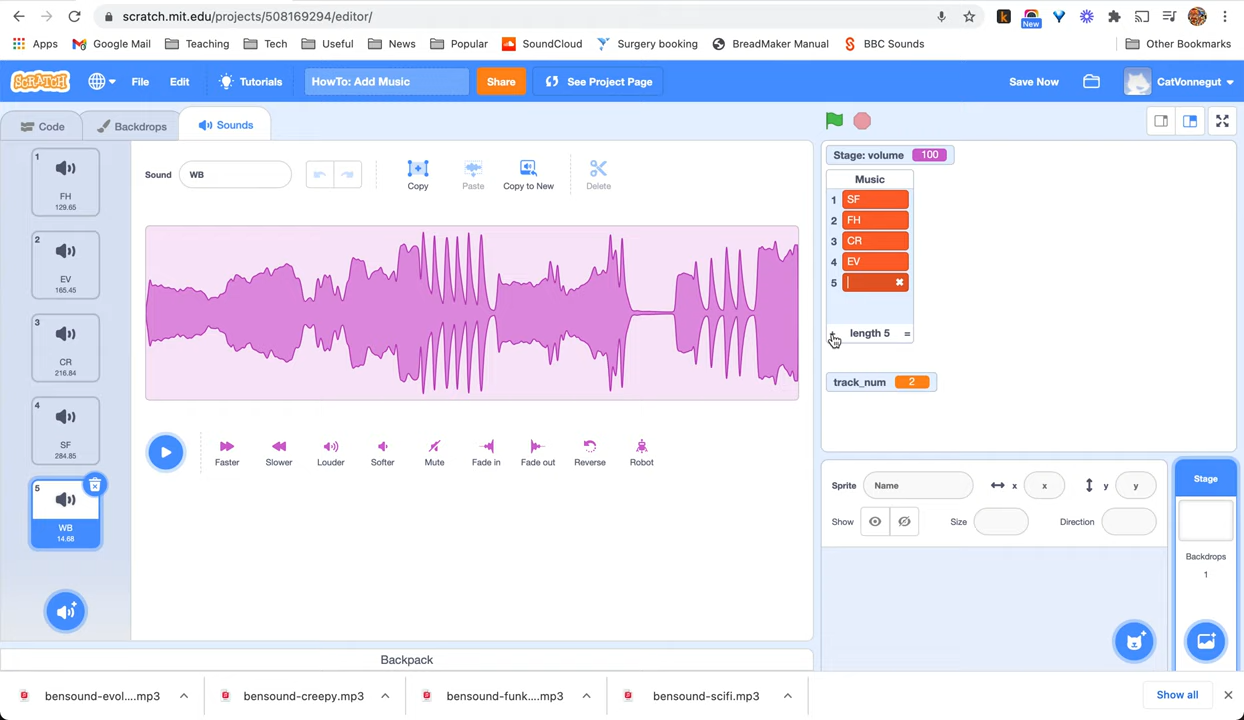 scratch.mit.edu/projects/508169294/editor/
New
Apps Google Mail Teaching Tech Useful News Popular SoundCloud Surgery booking BreadMaker Manual BBC Sounds Other Bookmarks
SCRATCH File Edit Tutorials HowTo: Add Music Share See Project Page Save Now CatVonnegut
Code Backdrops Sounds
1
FH
129.65
2
EV
165.45
3
CR
216.84
4
SF
284.85
5
WB
14.68
Sound WB Copy Paste Copy to New Delete
Faster Slower Louder Softer Mute Fade in Fade out Reverse Robot
Backpack
Stage: volume 100
Music
1 SF
2 FH
3 CR
4 EV
5
+ length 5 =
track_num 2
Sprite Name x x y y
Show Size Direction
Stage
Backdrops
1
bensound-evol....mp3 bensound-creepy.mp3 bensound-funk....mp3 bensound-scifi.mp3 Show all